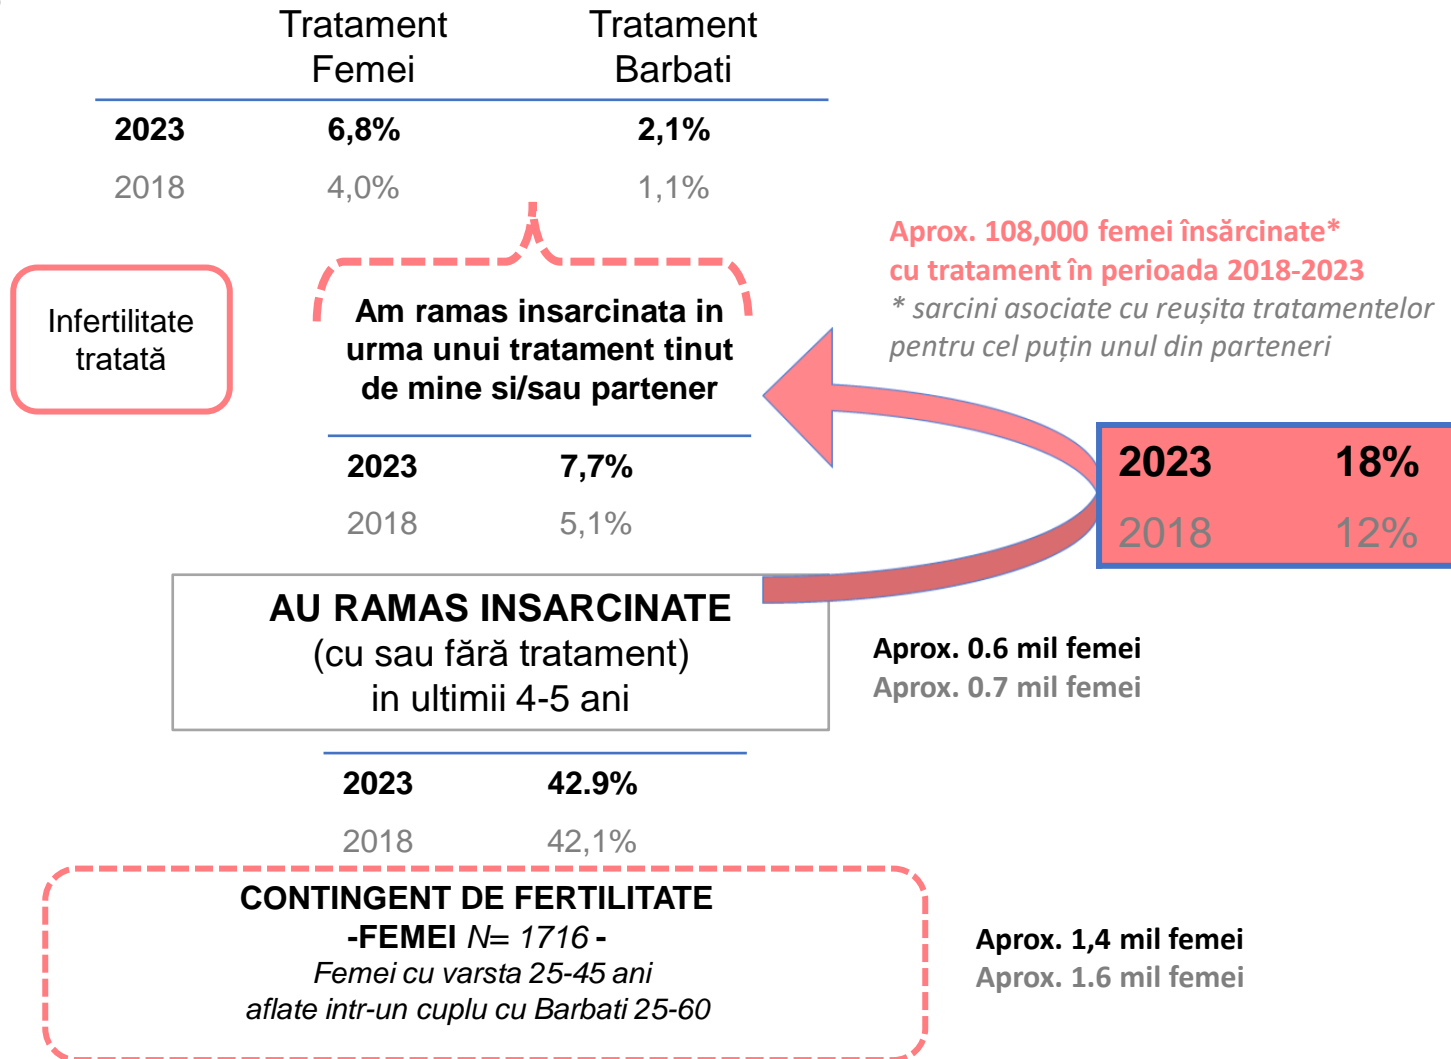 Tratament Tratament
Femei Barbati
2023 6,8% 2,1%
2018 4,0% 1,1%
Aprox. 108,000 femei însărcinate*
cu tratament în perioada 2018-2023
* sarcini asociate cu reușita tratamentelor
pentru cel puțin unul din parteneri
Infertilitate
tratată
Am ramas insarcinata in
urma unui tratament tinut
de mine si/sau partener
2023 7,7%
2018 5,1%
2023 18%
2018 12%
AU RAMAS INSARCINATE
(cu sau fără tratament)
in ultimii 4-5 ani
Aprox. 0.6 mil femei
Aprox. 0.7 mil femei
2023 42.9%
2018 42,1%
CONTINGENT DE FERTILITATE
-FEMEI N= 1716 -
Femei cu varsta 25-45 ani
aflate intr-un cuplu cu Barbati 25-60
Aprox. 1,4 mil femei
Aprox. 1.6 mil femei